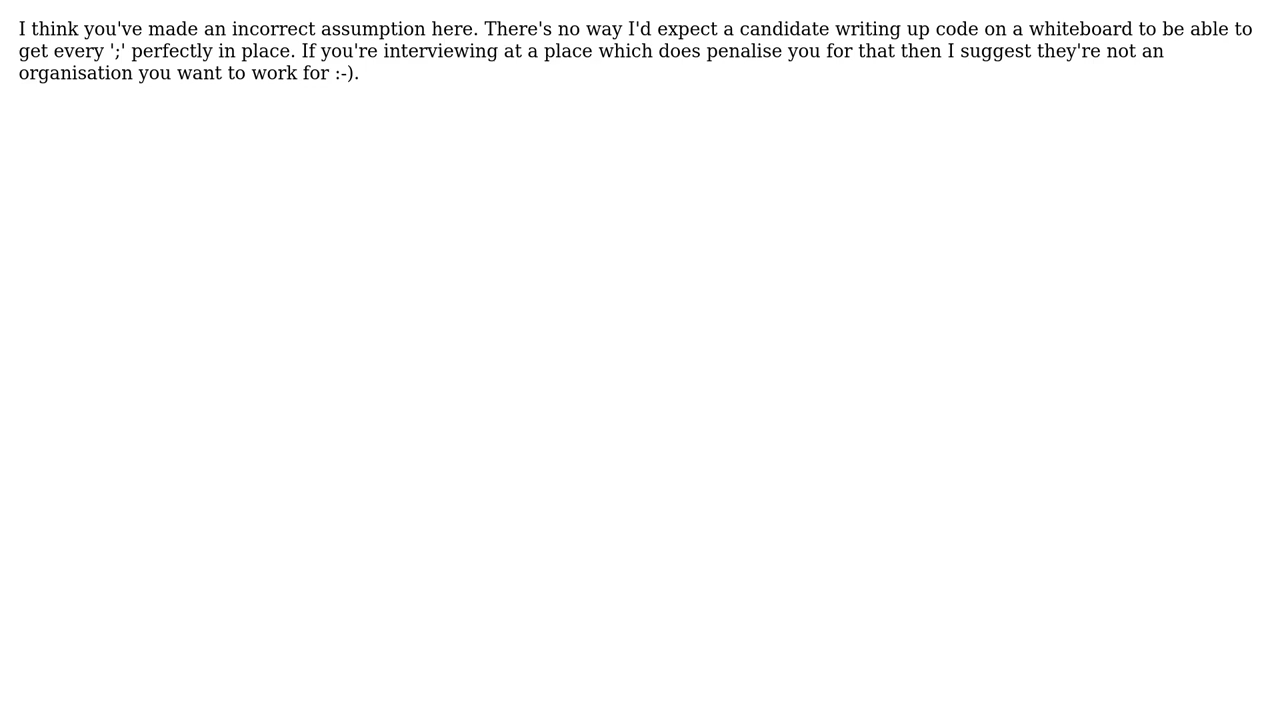 I think you've made an incorrect assumption here. There's no way I'd expect a candidate writing up code on a whiteboard to be able to
get every ';' perfectly in place. If you're interviewing at a place which does penalise you for that then I suggest they're not an
organisation you want to work for :-).